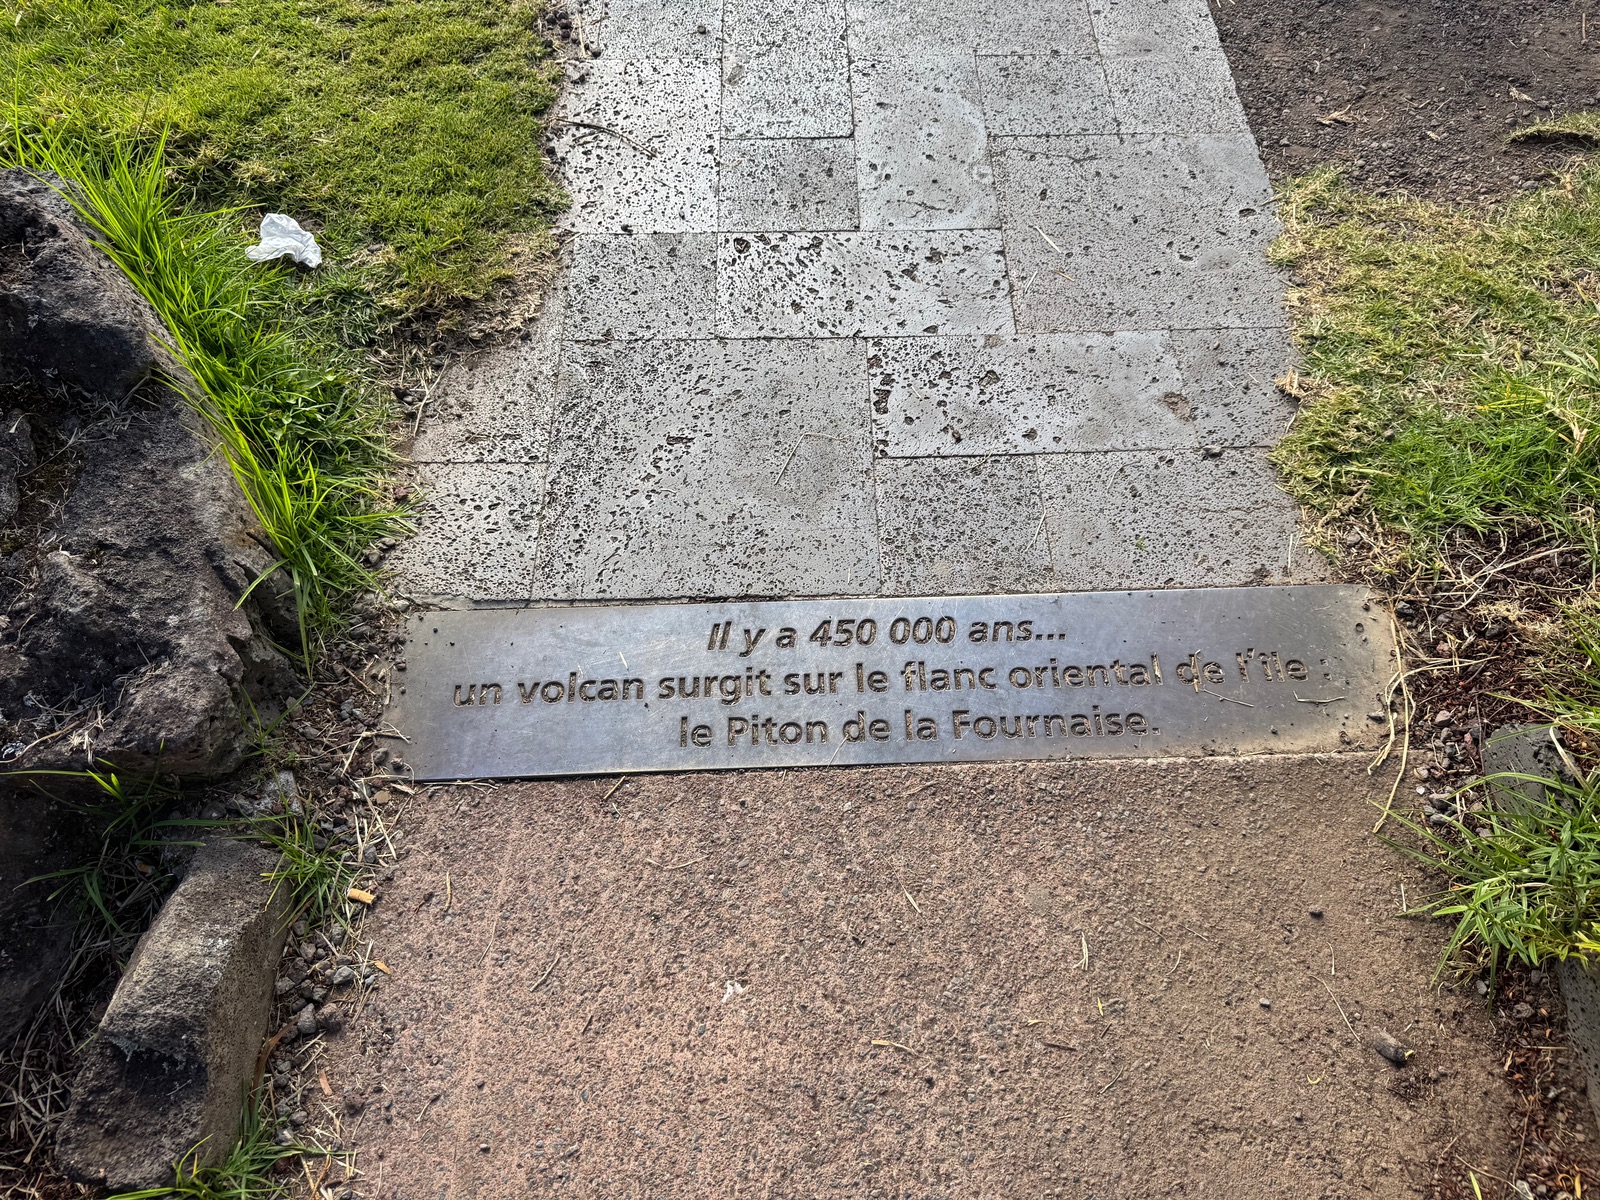 Il y a 450 000 ans...
un volcan surgit sur le flanc oriental de l'île :
le Piton de la Fournaise.